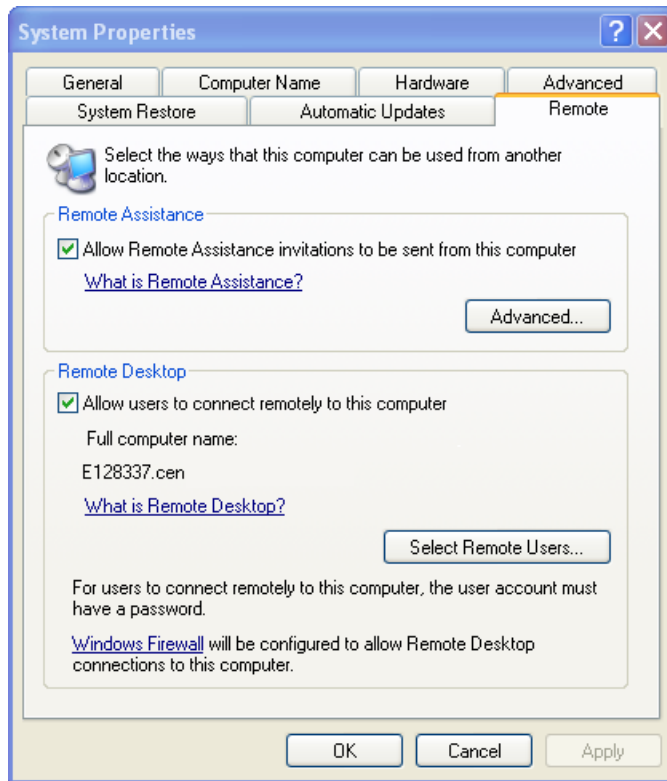 System Properties
General
Computer Name
Hardware
Advanced
System Restore
Automatic Updates
Remote
Select the ways that this computer can be used from another
location.
Remote Assistance
Allow Remote Assistance invitations to be sent from this computer
What is Remote Assistance?
Advanced...
Remote Desktop
Allow users to connect remotely to this computer
Full computer name:
E128337.cen
What is Remote Desktop?
Select Remote Users...
For users to connect remotely to this computer, the user account must
have a password.
Windows Firewall will be configured to allow Remote Desktop
connections to this computer.
OK
Cancel
Apply